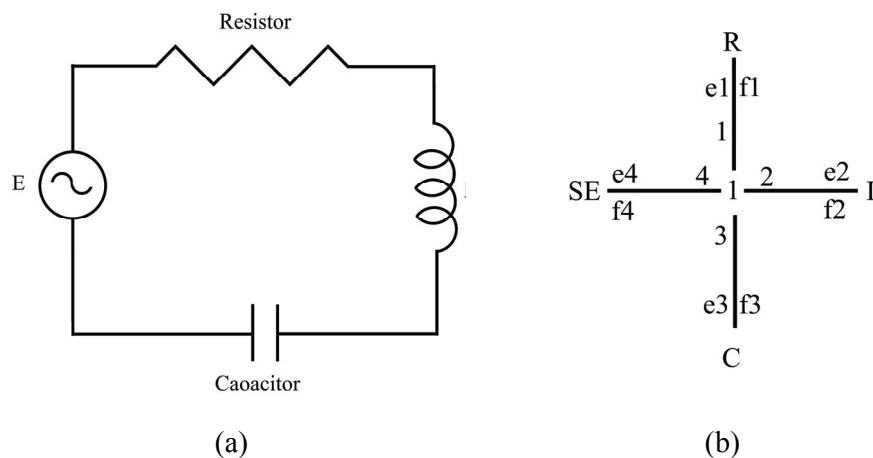 Resistor
E
Caoacitor
(a)
R
e1 f1
1
SE e4 4 1 2 e2 I
f4 f2
3
e3 f3
C
(b)